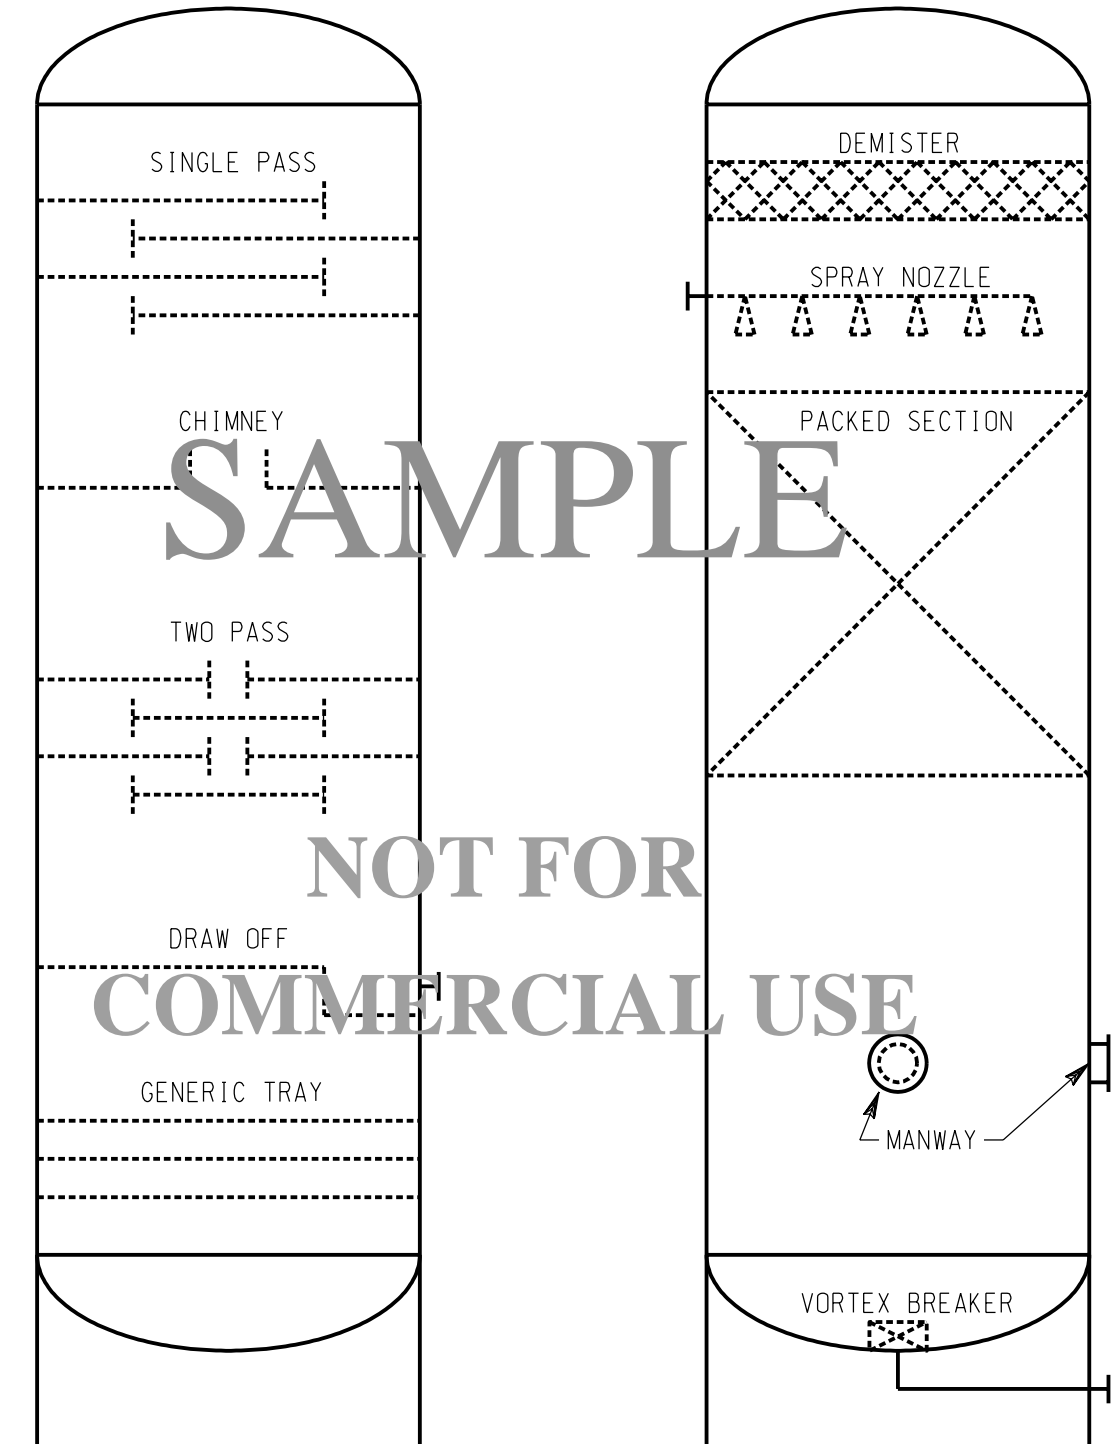 SINGLE PASS
CHIMNEY
TWO PASS
DRAW OFF
GENERIC TRAY
DEMISTER
SPRAY NOZZLE
PACKED SECTION
MANWAY
VORTEX BREAKER
SAMPLE
NOT FOR
COMMERCIAL USE